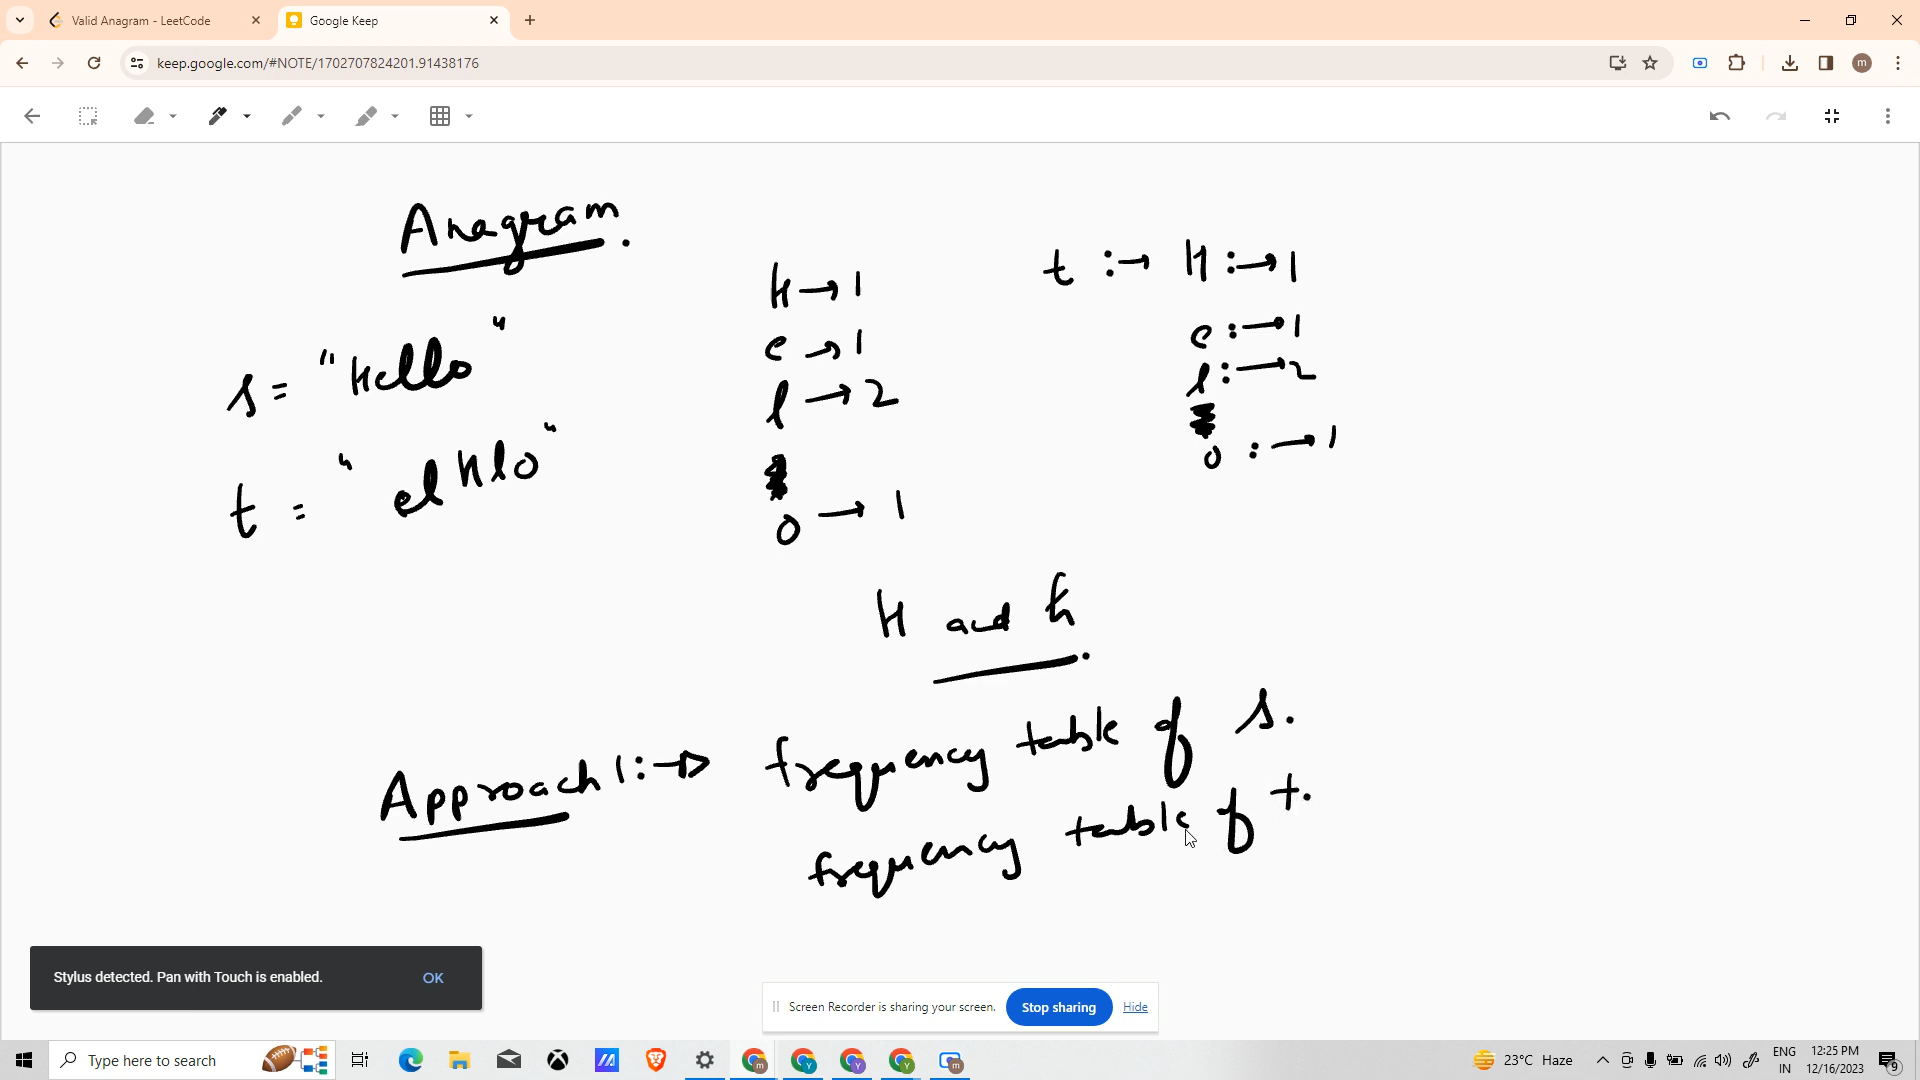 Valid Anagram - LeetCode
Google Keep
keep.google.com/#NOTE/1702707824201.91438176
m
Anagram.
s = "Hello"
t = "elHlo"
H → 1
e → 1
l → 2
o → 1
t :→ H :→ 1
e :→ 1
l :→ 2
o :→ 1
H and h.
Approach 1:→ frequency table of s.
frequency table of t.
Stylus detected. Pan with Touch is enabled. OK
Screen Recorder is sharing your screen. Stop sharing Hide
Type here to search
23°C Haze
ENG
IN
12:25 PM
12/16/2023
9